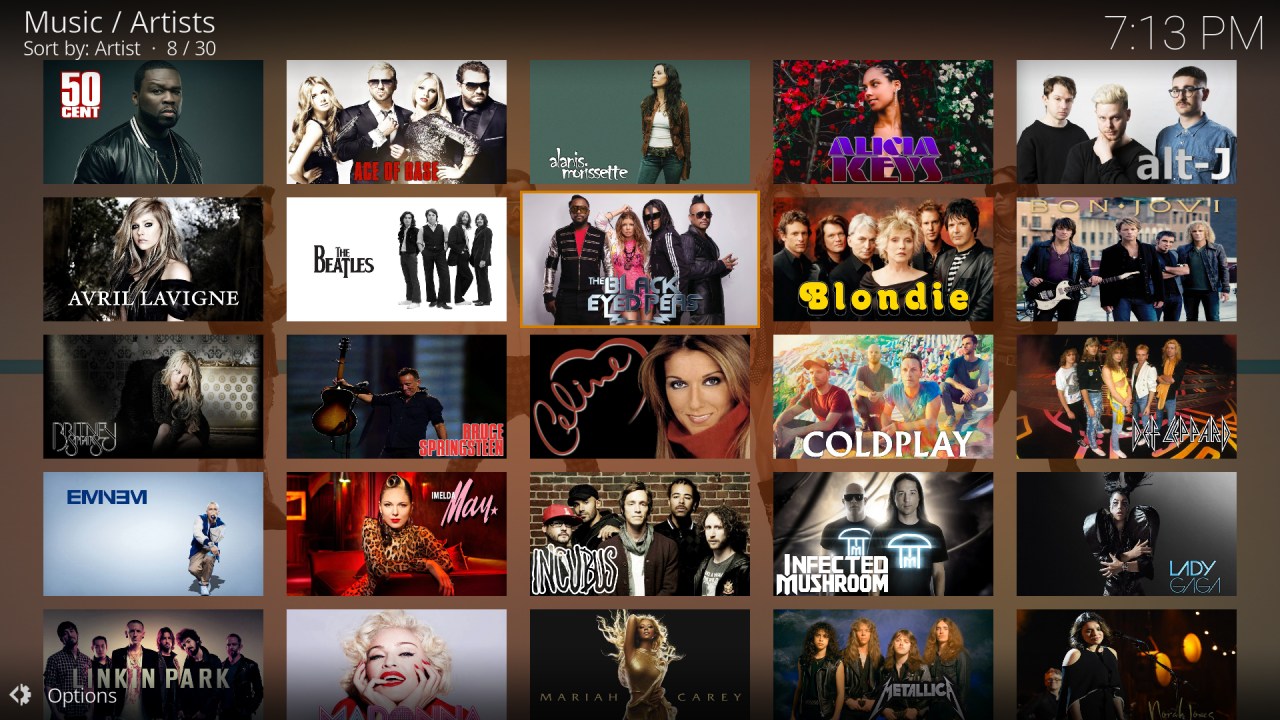 Music / Artists
Sort by: Artist · 8 / 30
7:13 PM
50
CENT
ACE OF BASE
alanis
morissette
ALICIA
KEYS
alt-J
AVRIL LAVIGNE
THE
BEATLES
THE BLACK
EYED PEAS
Blondie
BON·JOVI
BRITNEY
SPEARS
BRUCE
SPRINGSTEEN
Celine
COLDPLAY
DEF LEPPARD
EMINEM
IMELDA May
INCUBUS
INFECTED
MUSHROOM
LADY
GAGA
LINKIN PARK
MADONNA
MARIAH CAREY
METALLICA
Norah Jones
Options